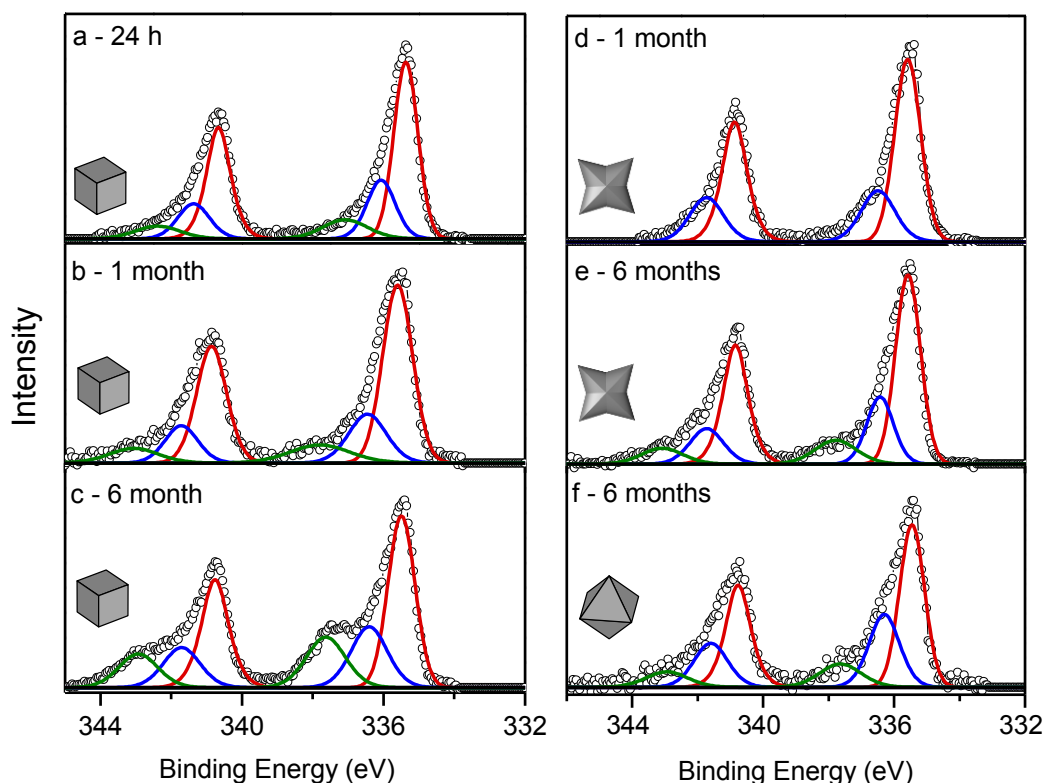 a - 24 h
b - 1 month
c - 6 month
Intensity
344 340 336 332
Binding Energy (eV)
d - 1 month
e - 6 months
f - 6 months
344 340 336 332
Binding Energy (eV)